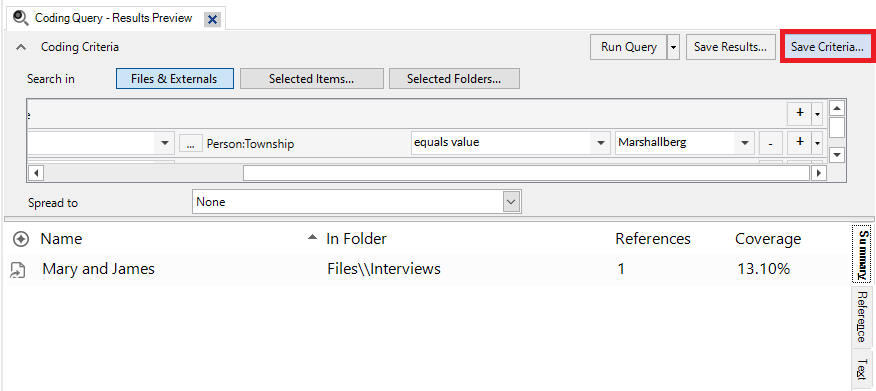 Coding Query - Results Preview
Coding Criteria
Run Query
Save Results...
Save Criteria...
Search in
Files & Externals
Selected Items...
Selected Folders...
e
+
... Person:Township
equals value
Marshallberg
-
+
Spread to
None
Name
In Folder
References
Coverage
Mary and James
Files\\Interviews
1
13.10%
Summary
Reference
Text